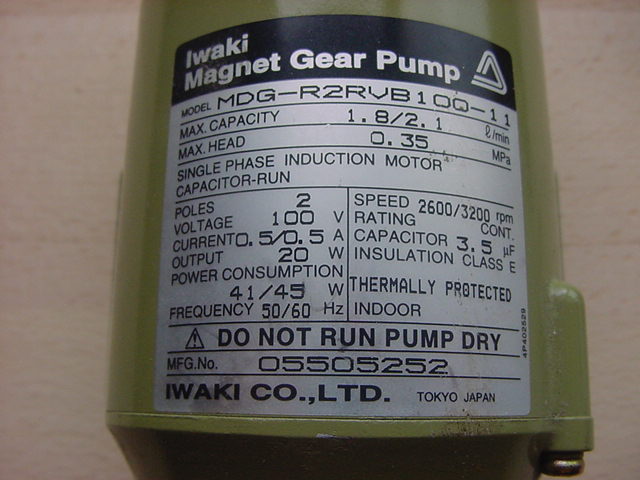 Iwaki
Magnet Gear Pump
MODEL MDG-R2RVB100-11
MAX. CAPACITY 1.8/2.1 ℓ/min
MAX. HEAD 0.35 MPa
SINGLE PHASE INDUCTION MOTOR
CAPACITOR-RUN
POLES 2
VOLTAGE 100 V
CURRENT 0.5/0.5 A
OUTPUT 20 W
POWER CONSUMPTION
41/45 W
FREQUENCY 50/60 Hz
SPEED 2600/3200 rpm
RATING CONT.
CAPACITOR 3.5 µF
INSULATION CLASS E
THERMALLY PROTECTED
INDOOR
DO NOT RUN PUMP DRY
MFG.No. 05505252
IWAKI CO.,LTD. TOKYO JAPAN
4P402529